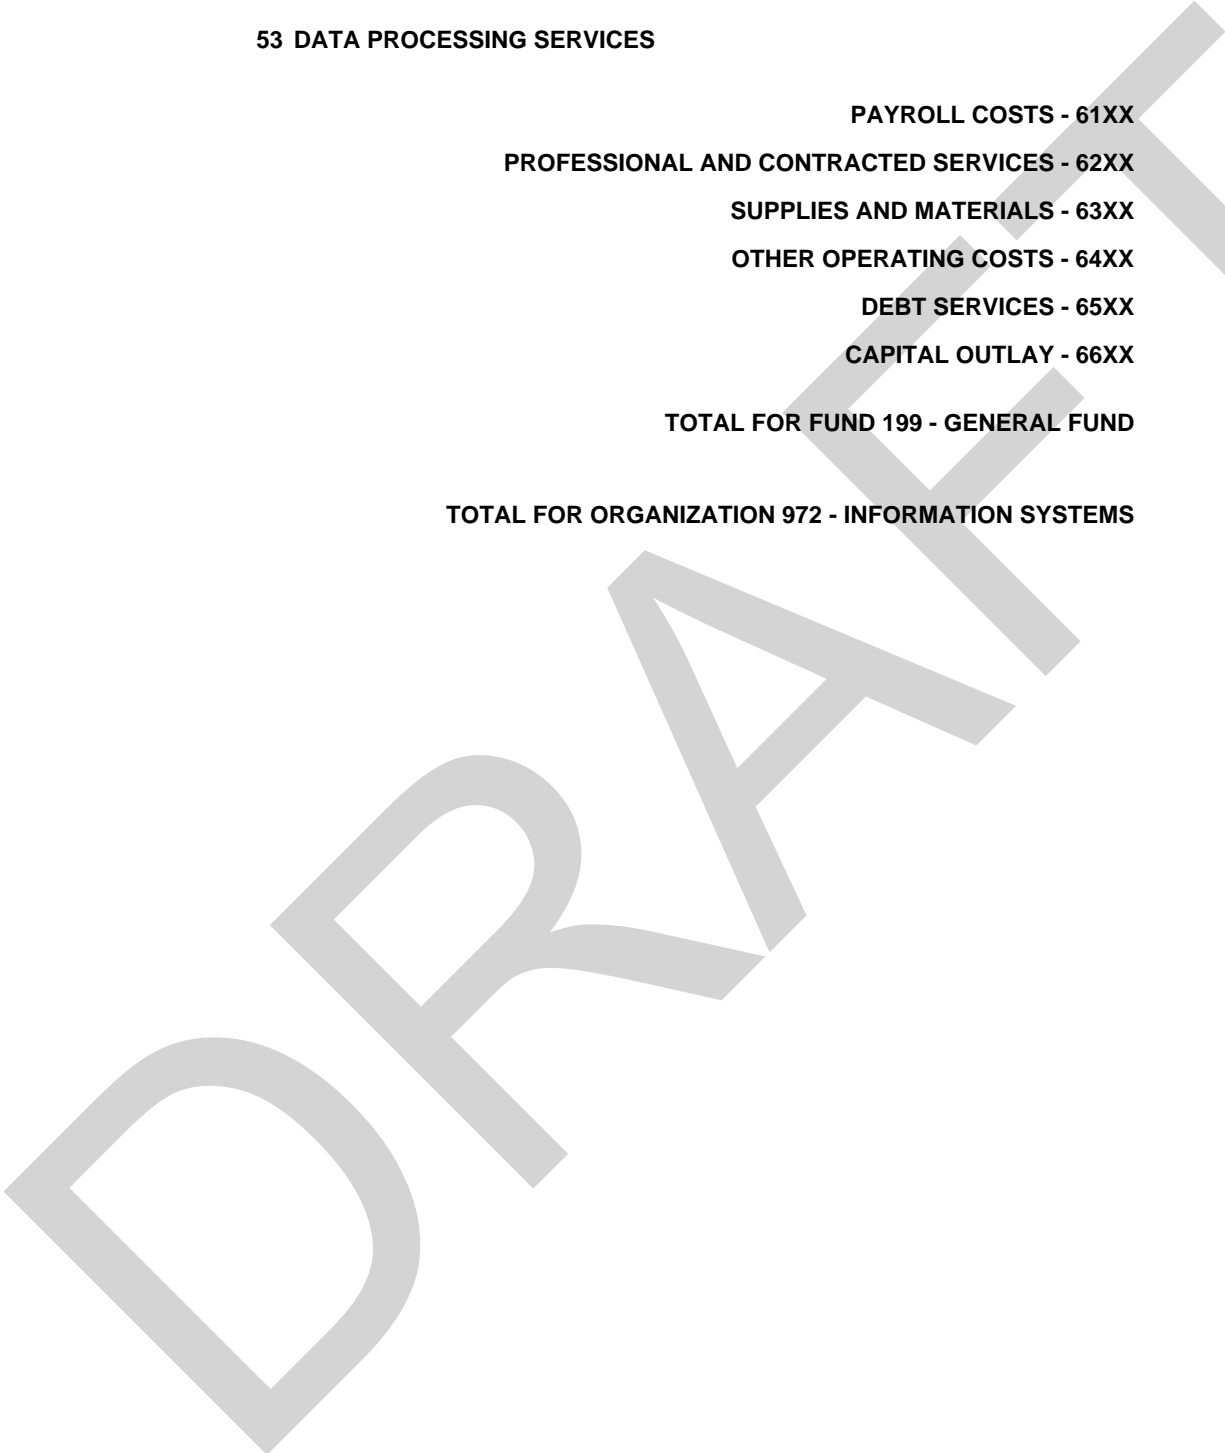 53 DATA PROCESSING SERVICES
PAYROLL COSTS - 61XX
PROFESSIONAL AND CONTRACTED SERVICES - 62XX
SUPPLIES AND MATERIALS - 63XX
OTHER OPERATING COSTS - 64XX
DEBT SERVICES - 65XX
CAPITAL OUTLAY - 66XX
TOTAL FOR FUND 199 - GENERAL FUND
TOTAL FOR ORGANIZATION 972 - INFORMATION SYSTEMS
DRAFT